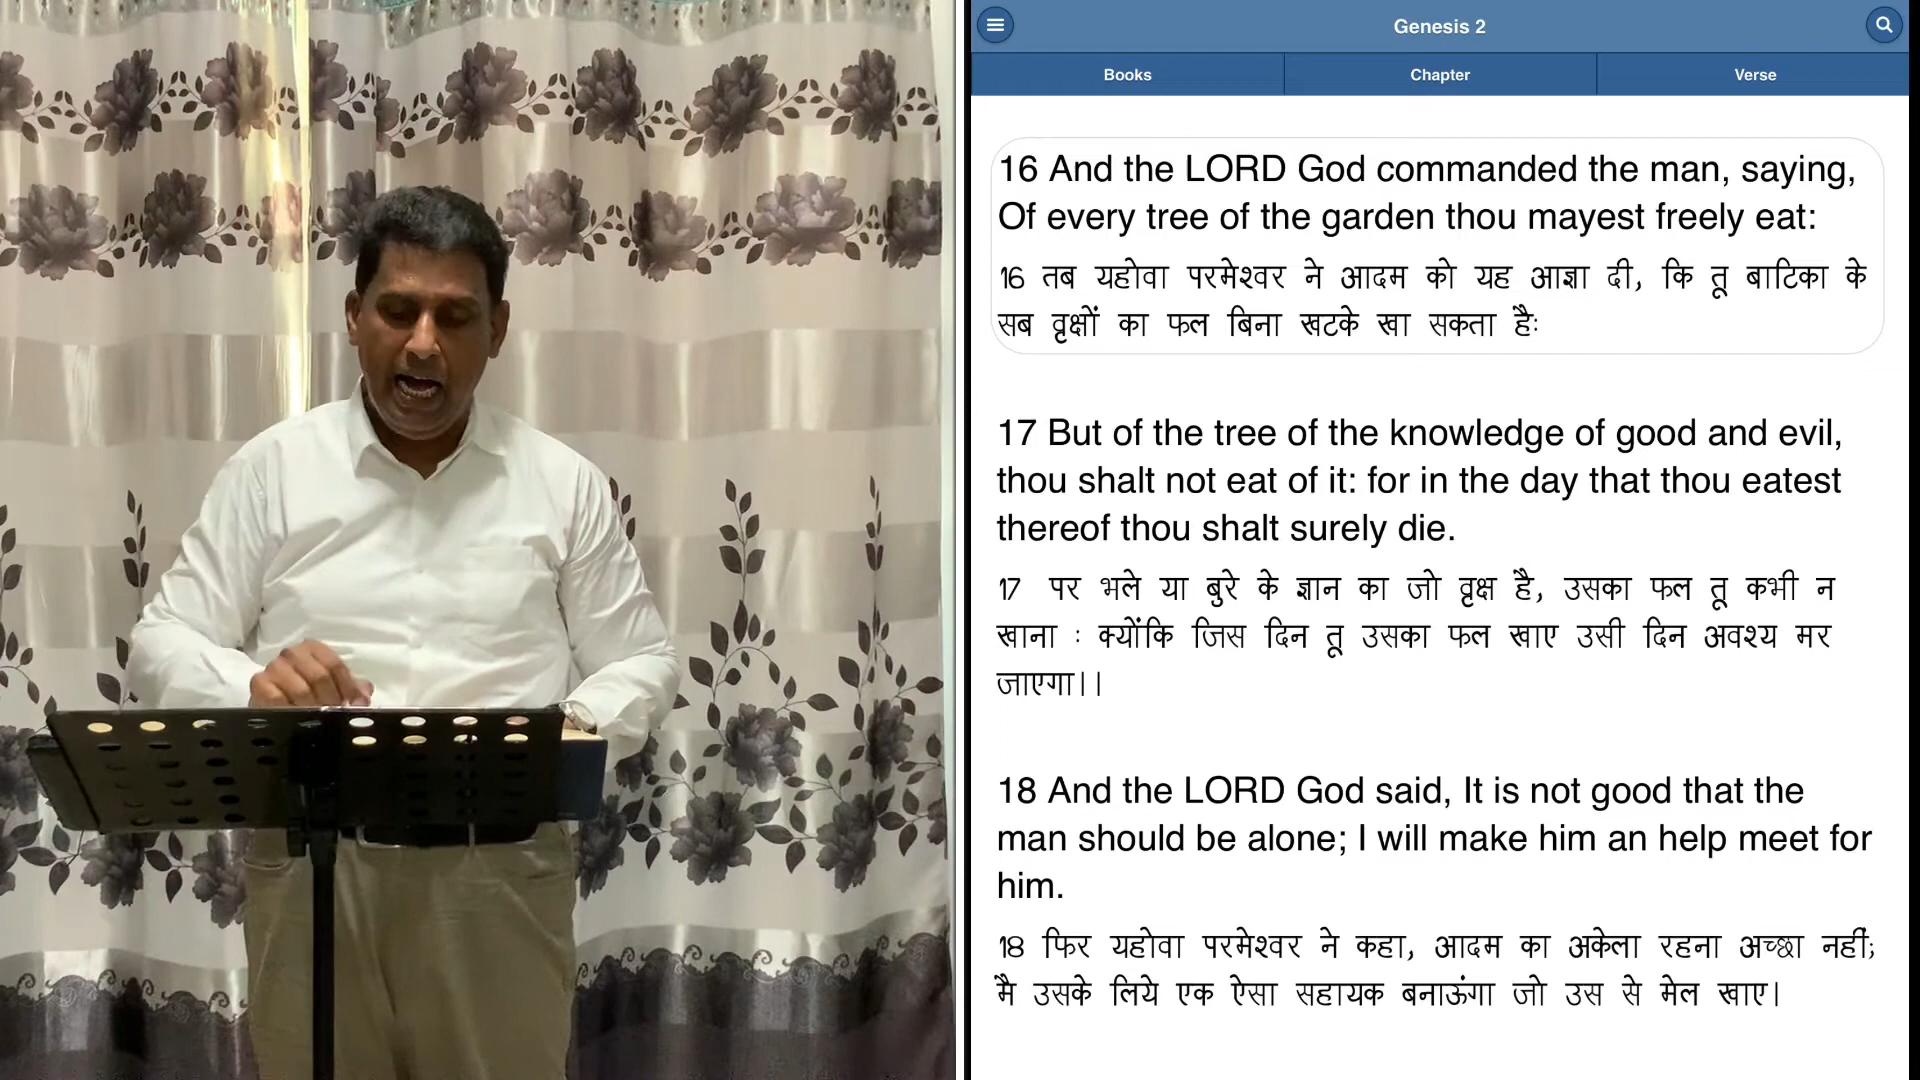 Genesis 2
Books Chapter Verse
16 And the LORD God commanded the man, saying,
Of every tree of the garden thou mayest freely eat:
16 तब यहोवा परमेश्वर ने आदम को यह आज्ञा दी, कि तू बाटिका के
सब वृक्षों का फल बिना खटके खा सकता है:
17 But of the tree of the knowledge of good and evil,
thou shalt not eat of it: for in the day that thou eatest
thereof thou shalt surely die.
17 पर भले या बुरे के ज्ञान का जो वृक्ष है, उसका फल तू कभी न
खाना : क्योंकि जिस दिन तू उसका फल खाए उसी दिन अवश्य मर
जाएगा।।
18 And the LORD God said, It is not good that the
man should be alone; I will make him an help meet for
him.
18 फिर यहोवा परमेश्वर ने कहा, आदम का अकेला रहना अच्छा नहीं;
मै उसके लिये एक ऐसा सहायक बनाऊंगा जो उस से मेल खाए।